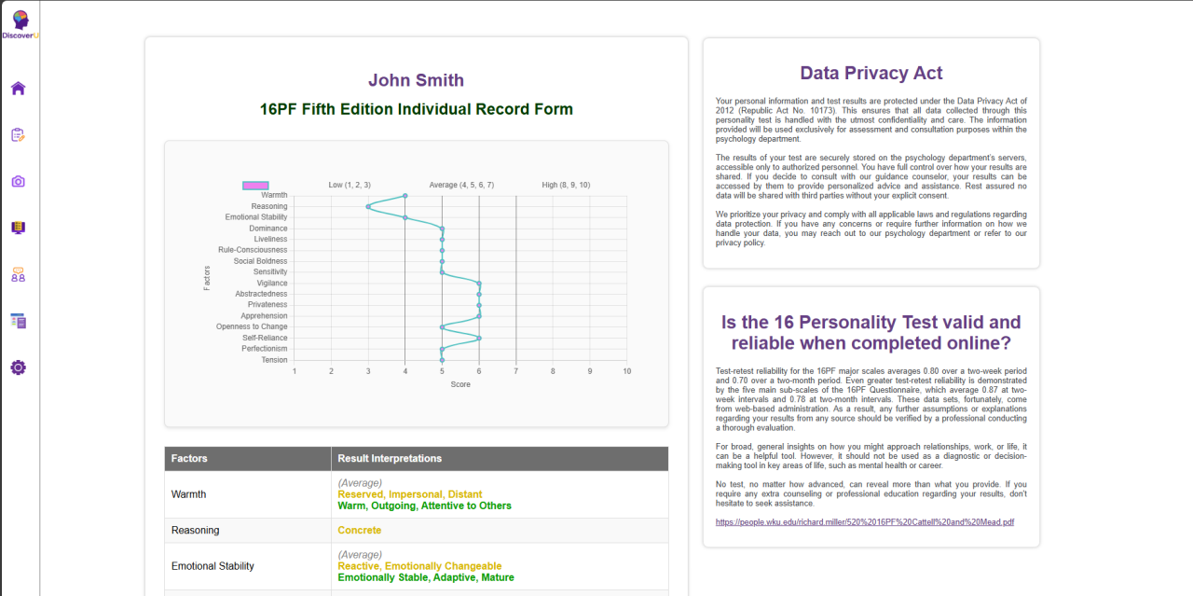 DiscoverU
John Smith
16PF Fifth Edition Individual Record Form
Low (1, 2, 3)
Average (4, 5, 6, 7)
High (8, 9, 10)
Factors
Warmth
Reasoning
Emotional Stability
Dominance
Liveliness
Rule-Consciousness
Social Boldness
Sensitivity
Vigilance
Abstractedness
Privateness
Apprehension
Openness to Change
Self-Reliance
Perfectionism
Tension
1 2 3 4 5 6 7 8 9 10
Score
Factors
Result Interpretations
Warmth
(Average)
Reserved, Impersonal, Distant
Warm, Outgoing, Attentive to Others
Reasoning
Concrete
Emotional Stability
(Average)
Reactive, Emotionally Changeable
Emotionally Stable, Adaptive, Mature
Data Privacy Act
Your personal information and test results are protected under the Data Privacy Act of
2012 (Republic Act No. 10173). This ensures that all data collected through this
personality test is handled with the utmost confidentiality and care. The information
provided will be used exclusively for assessment and consultation purposes within the
psychology department.
The results of your test are securely stored on the psychology department's servers,
accessible only to authorized personnel. You have full control over how your results are
shared. If you decide to consult with our guidance counselor, your results can be
accessed by them to provide personalized advice and assistance. Rest assured no
data will be shared with third parties without your explicit consent.
We prioritize your privacy and comply with all applicable laws and regulations regarding
data protection. If you have any concerns or require further information on how we
handle your data, you may reach out to our psychology department or refer to our
privacy policy.
Is the 16 Personality Test valid and
reliable when completed online?
Test-retest reliability for the 16PF major scales averages 0.80 over a two-week period
and 0.70 over a two-month period. Even greater test-retest reliability is demonstrated
by the five main sub-scales of the 16PF Questionnaire, which average 0.87 at two-
week intervals and 0.78 at two-month intervals. These data sets, fortunately, come
from web-based administration. As a result, any further assumptions or explanations
regarding your results from any source should be verified by a professional conducting
a thorough evaluation.
For broad, general insights on how you might approach relationships, work, or life, it
can be a helpful tool. However, it should not be used as a diagnostic or decision-
making tool in key areas of life, such as mental health or career.
No test, no matter how advanced, can reveal more than what you provide. If you
require any extra counseling or professional education regarding your results, don't
hesitate to seek assistance.
https://people.wku.edu/richard.miller/520%2016PF%20Cattell%20and%20Mead.pdf